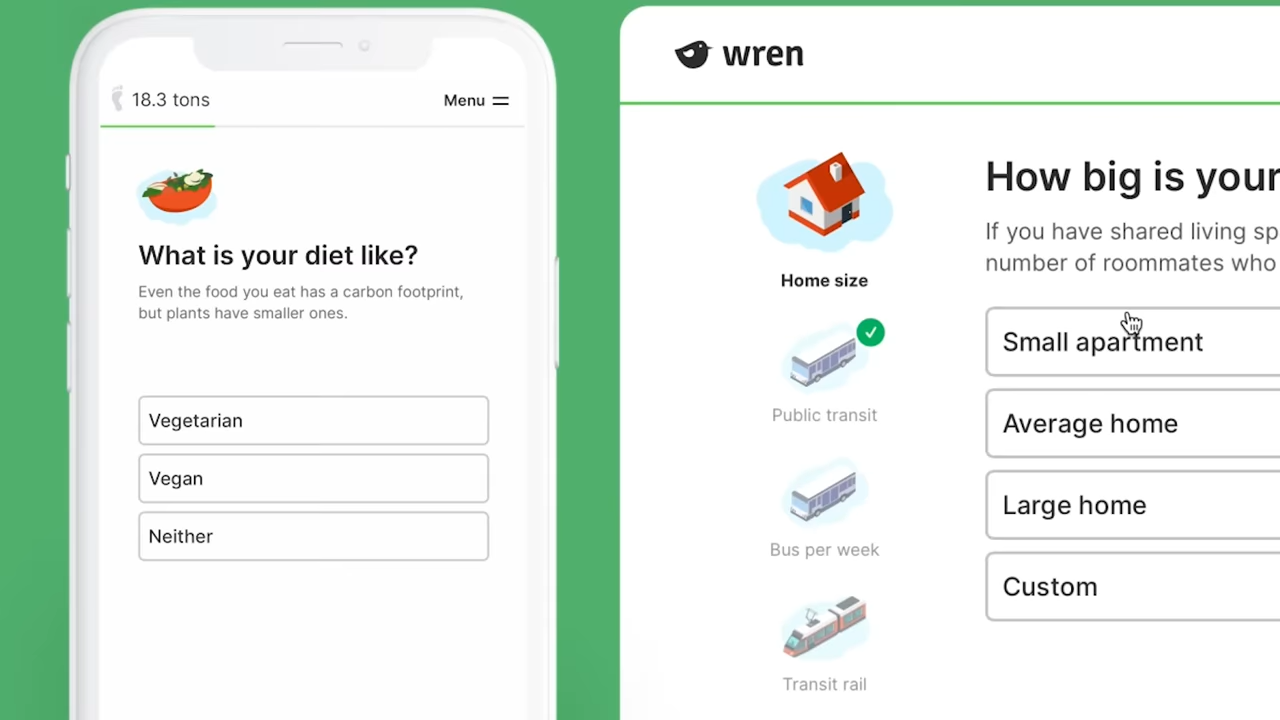 18.3 tons
Menu
What is your diet like?
Even the food you eat has a carbon footprint,
but plants have smaller ones.
Vegetarian
Vegan
Neither
wren
Home size
Public transit
Bus per week
Transit rail
How big is your
If you have shared living sp
number of roommates who
Small apartment
Average home
Large home
Custom